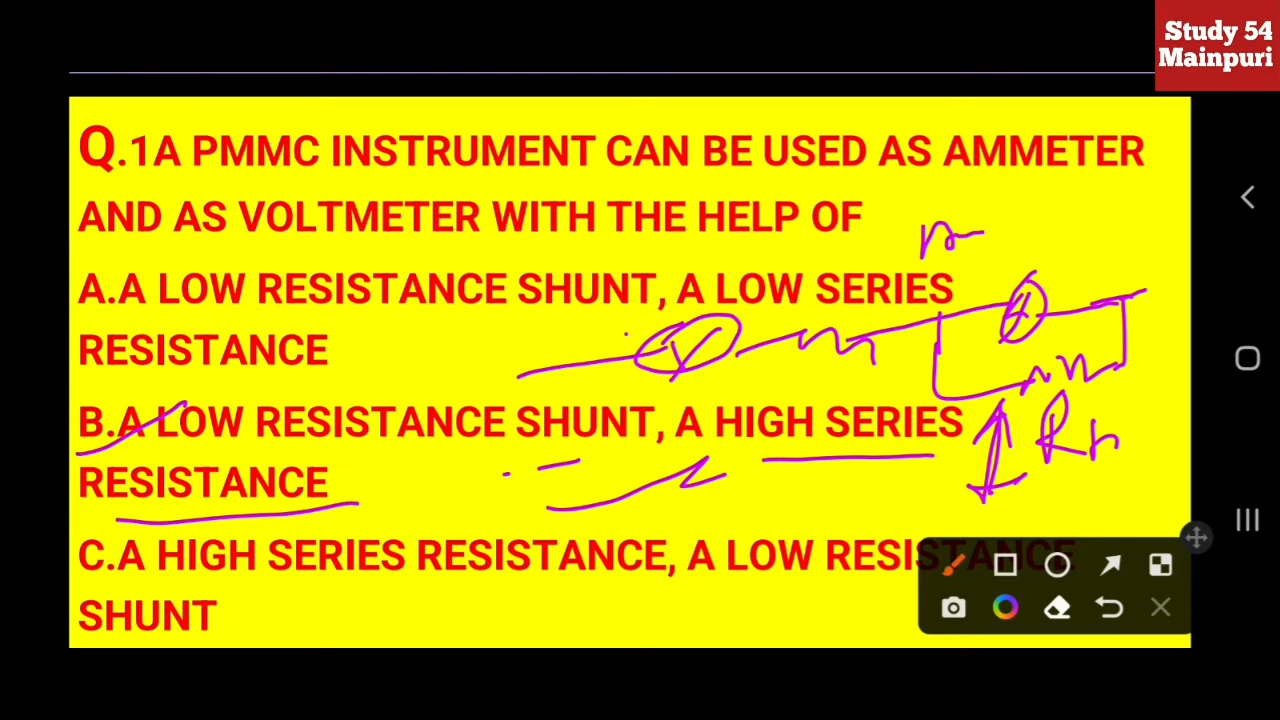 Study 54
Mainpuri
Q.1A PMMC INSTRUMENT CAN BE USED AS AMMETER
AND AS VOLTMETER WITH THE HELP OF
A.A LOW RESISTANCE SHUNT, A LOW SERIES
RESISTANCE
B.A LOW RESISTANCE SHUNT, A HIGH SERIES
RESISTANCE
C.A HIGH SERIES RESISTANCE, A LOW RESISTANCE
SHUNT